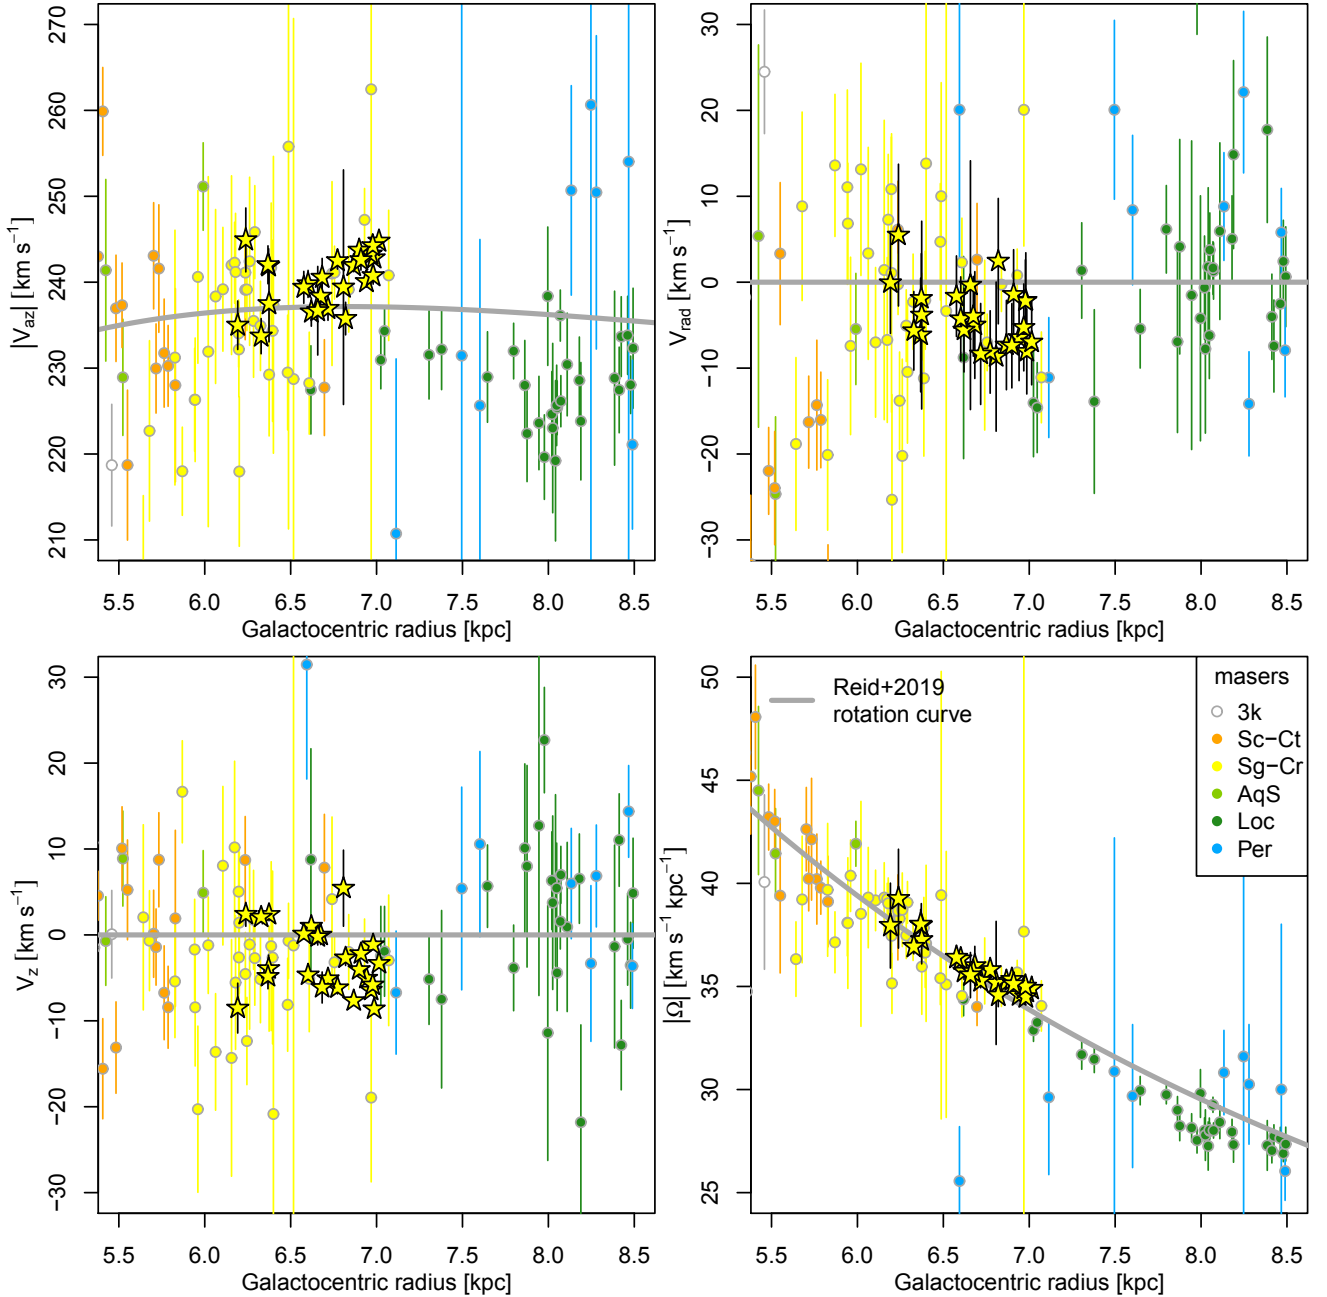 |Vaz| [km s−1]
270
260
250
240
230
220
210
5.5 6.0 6.5 7.0 7.5 8.0 8.5
Galactocentric radius [kpc]
Vrad [km s−1]
30
20
10
0
−10
−20
−30
5.5 6.0 6.5 7.0 7.5 8.0 8.5
Galactocentric radius [kpc]
Vz [km s−1]
30
20
10
0
−10
−20
−30
5.5 6.0 6.5 7.0 7.5 8.0 8.5
Galactocentric radius [kpc]
|Ω| [km s−1 kpc−1]
50
45
40
35
30
25
5.5 6.0 6.5 7.0 7.5 8.0 8.5
Galactocentric radius [kpc]
Reid+2019
rotation curve
masers
3k
Sc−Ct
Sg−Cr
AqS
Loc
Per